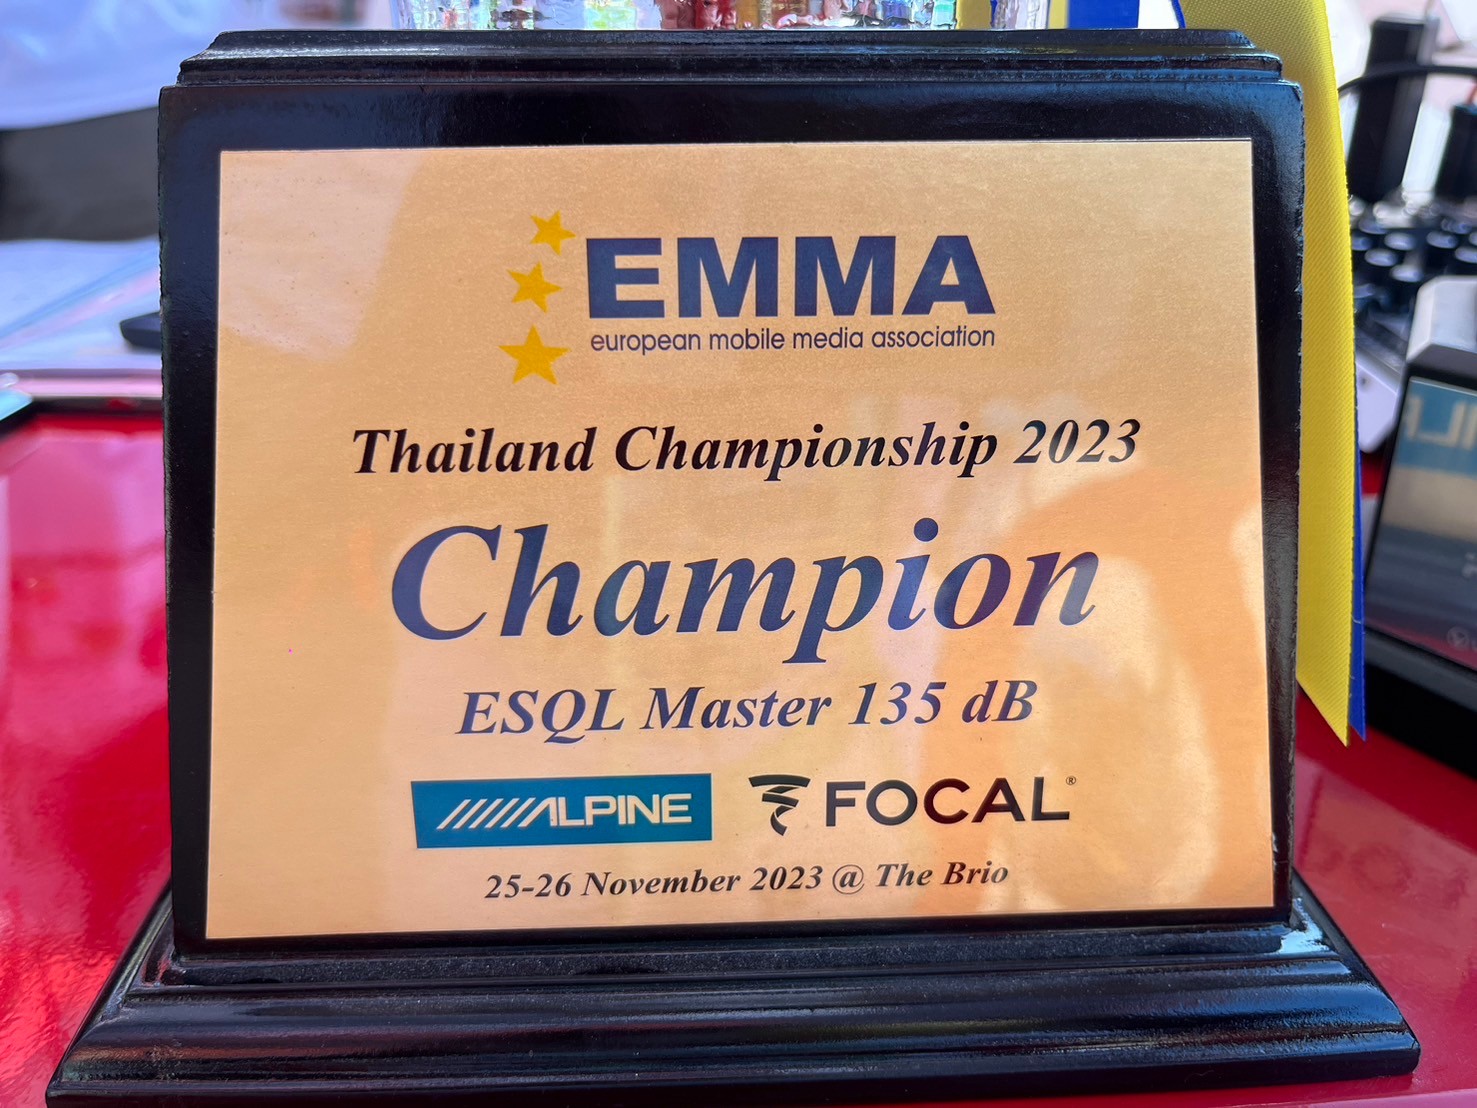 EMMA
european mobile media association
Thailand Championship 2023
Champion
ESQL Master 135 dB
ALPINE FOCAL®
25-26 November 2023 @ The Brio